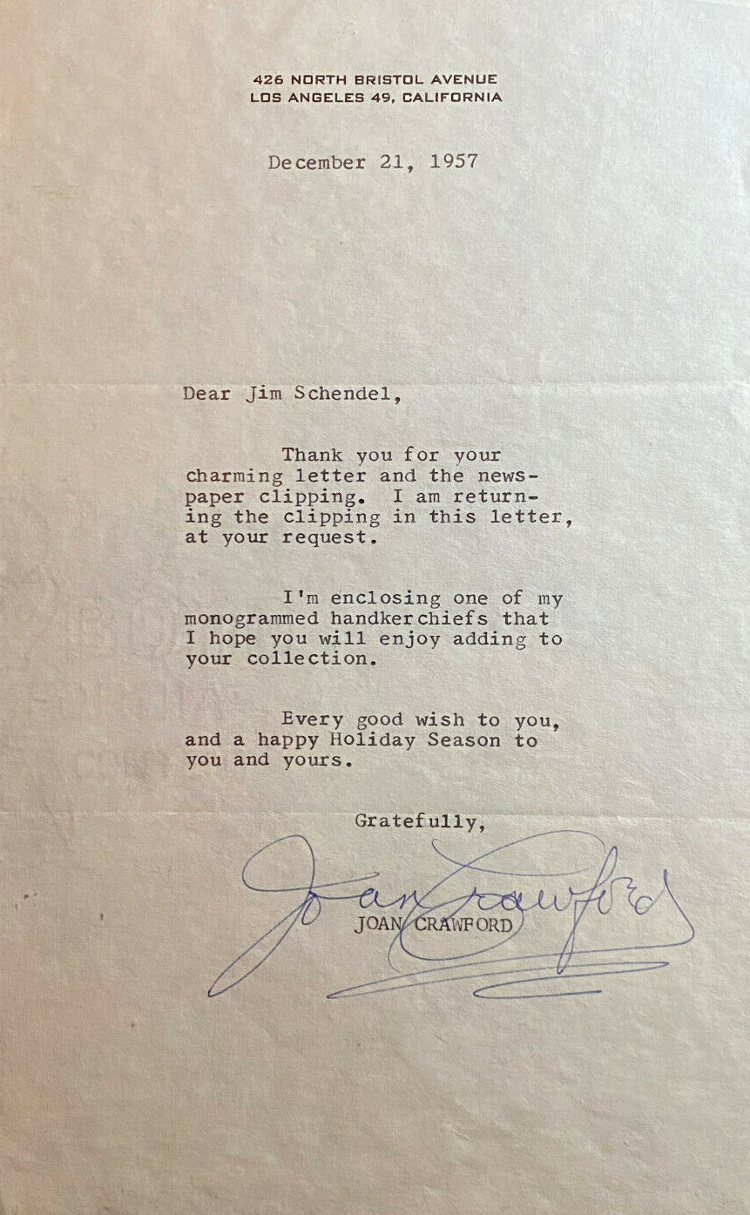 426 NORTH BRISTOL AVENUE
LOS ANGELES 49, CALIFORNIA
December 21, 1957
Dear Jim Schendel,
Thank you for your
charming letter and the news-
paper clipping. I am return-
ing the clipping in this letter,
at your request.
I'm enclosing one of my
monogrammed handkerchiefs that
I hope you will enjoy adding to
your collection.
Every good wish to you,
and a happy Holiday Season to
you and yours.
Gratefully,
Joan Crawford
JOAN CRAWFORD